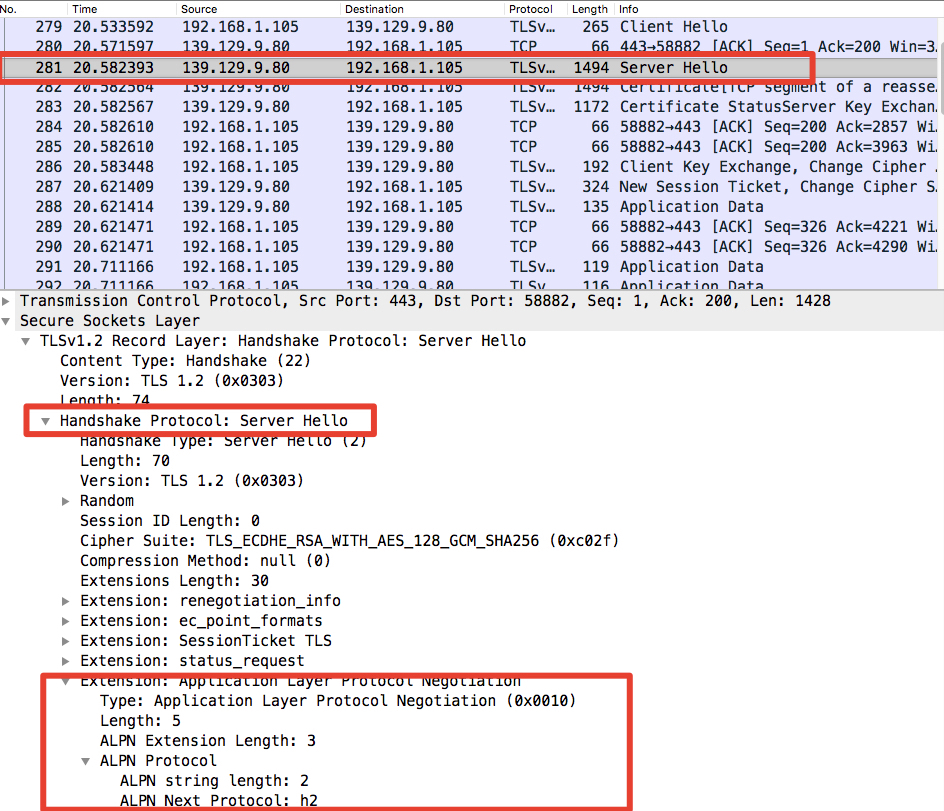 No. Time Source Destination Protocol Length Info
279 20.533592 192.168.1.105 139.129.9.80 TLSv… 265 Client Hello
280 20.571597 139.129.9.80 192.168.1.105 TCP 66 443→58882 [ACK] Seq=1 Ack=200 Win=3…
281 20.582393 139.129.9.80 192.168.1.105 TLSv… 1494 Server Hello
282 20.582564 139.129.9.80 192.168.1.105 TLSv… 1494 Certificate[TCP segment of a reasse…
283 20.582567 139.129.9.80 192.168.1.105 TLSv… 1172 Certificate StatusServer Key Exchan…
284 20.582610 192.168.1.105 139.129.9.80 TCP 66 58882→443 [ACK] Seq=200 Ack=2857 Wi…
285 20.582610 192.168.1.105 139.129.9.80 TCP 66 58882→443 [ACK] Seq=200 Ack=3963 Wi…
286 20.583448 192.168.1.105 139.129.9.80 TLSv… 192 Client Key Exchange, Change Cipher …
287 20.621409 139.129.9.80 192.168.1.105 TLSv… 324 New Session Ticket, Change Cipher S…
288 20.621414 139.129.9.80 192.168.1.105 TLSv… 135 Application Data
289 20.621471 192.168.1.105 139.129.9.80 TCP 66 58882→443 [ACK] Seq=326 Ack=4221 Wi…
290 20.621471 192.168.1.105 139.129.9.80 TCP 66 58882→443 [ACK] Seq=326 Ack=4290 Wi…
291 20.711166 192.168.1.105 139.129.9.80 TLSv… 119 Application Data
292 20.711166 192.168.1.105 139.129.9.80 TLSv… 116 Application Data
Transmission Control Protocol, Src Port: 443, Dst Port: 58882, Seq: 1, Ack: 200, Len: 1428
Secure Sockets Layer
TLSv1.2 Record Layer: Handshake Protocol: Server Hello
Content Type: Handshake (22)
Version: TLS 1.2 (0x0303)
Length: 74
Handshake Protocol: Server Hello
Handshake Type: Server Hello (2)
Length: 70
Version: TLS 1.2 (0x0303)
Random
Session ID Length: 0
Cipher Suite: TLS_ECDHE_RSA_WITH_AES_128_GCM_SHA256 (0xc02f)
Compression Method: null (0)
Extensions Length: 30
Extension: renegotiation_info
Extension: ec_point_formats
Extension: SessionTicket TLS
Extension: status_request
Extension: Application Layer Protocol Negotiation
Type: Application Layer Protocol Negotiation (0x0010)
Length: 5
ALPN Extension Length: 3
ALPN Protocol
ALPN string length: 2
ALPN Next Protocol: h2